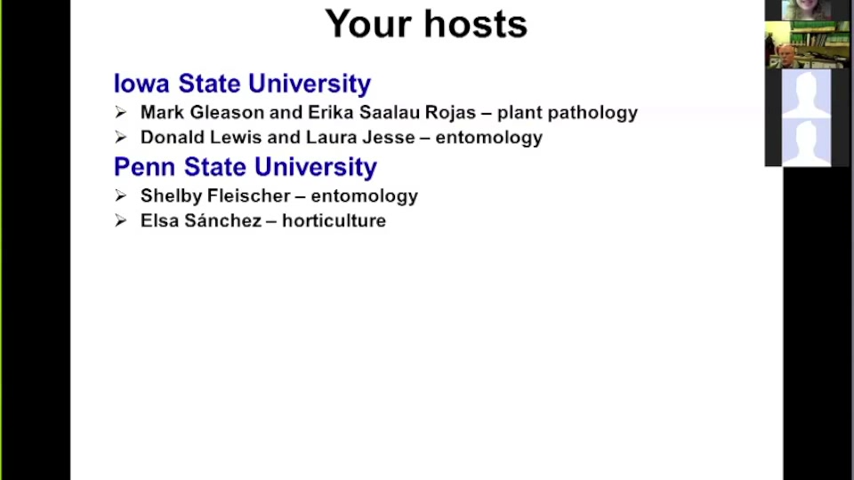 Your hosts
Iowa State University
➢ Mark Gleason and Erika Saalau Rojas – plant pathology
➢ Donald Lewis and Laura Jesse – entomology
Penn State University
➢ Shelby Fleischer – entomology
➢ Elsa Sánchez – horticulture